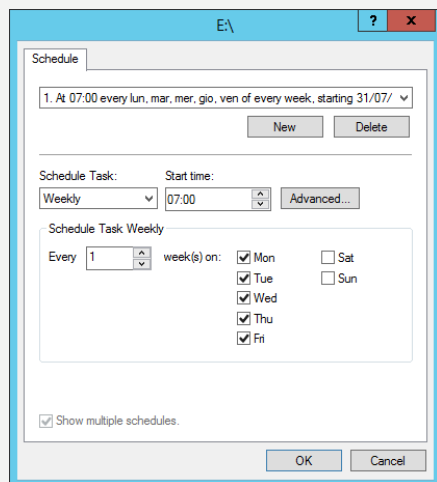 E:\
? x
Schedule
1. At 07:00 every lun, mar, mer, gio, ven of every week, starting 31/07/
New Delete
Schedule Task: Start time:
Weekly 07:00 Advanced...
Schedule Task Weekly
Every 1 week(s) on: Mon Sat
Tue Sun
Wed
Thu
Fri
Show multiple schedules.
OK Cancel